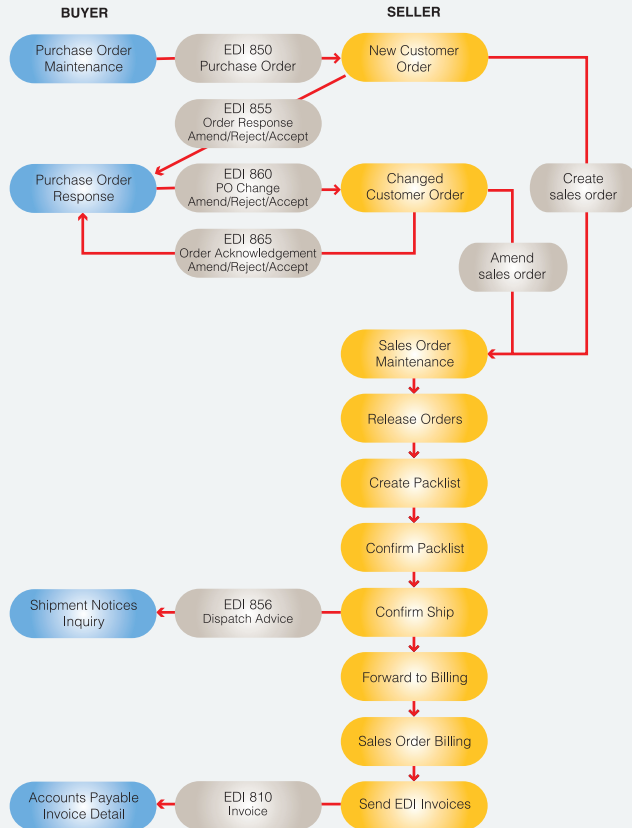 BUYER
SELLER
Purchase Order
Maintenance
EDI 850
Purchase Order
New Customer
Order
EDI 855
Order Response
Amend/Reject/Accept
Purchase Order
Response
EDI 860
PO Change
Amend/Reject/Accept
Changed
Customer Order
Create
sales order
EDI 865
Order Acknowledgement
Amend/Reject/Accept
Amend
sales order
Sales Order
Maintenance
Release Orders
Create Packlist
Confirm Packlist
Shipment Notices
Inquiry
EDI 856
Dispatch Advice
Confirm Ship
Forward to Billing
Sales Order Billing
Accounts Payable
Invoice Detail
EDI 810
Invoice
Send EDI Invoices